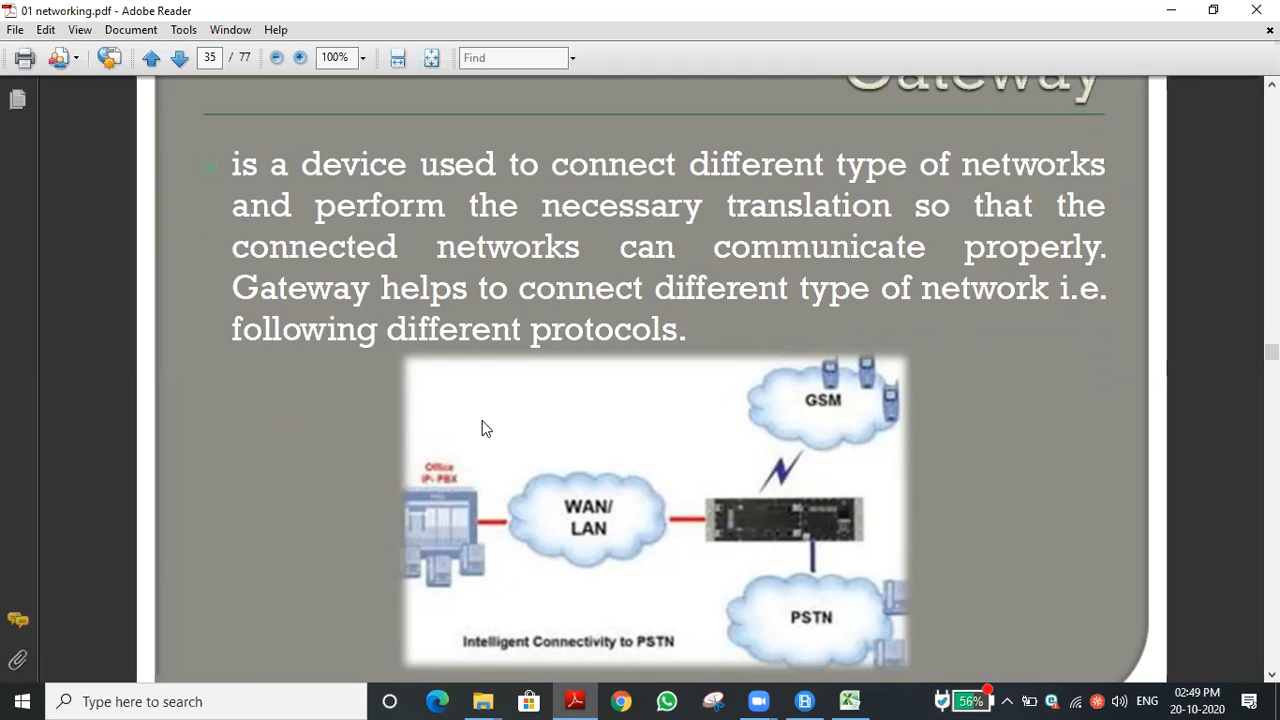 01 networking.pdf - Adobe Reader
File Edit View Document Tools Window Help
35 / 77 100% Find
Gateway
is a device used to connect different type of networks
and perform the necessary translation so that the
connected networks can communicate properly.
Gateway helps to connect different type of network i.e.
following different protocols.
GSM
Office
IP- PBX
WAN/
LAN
PSTN
Intelligent Connectivity to PSTN
Type here to search
56%
ENG
02:49 PM
20-10-2020